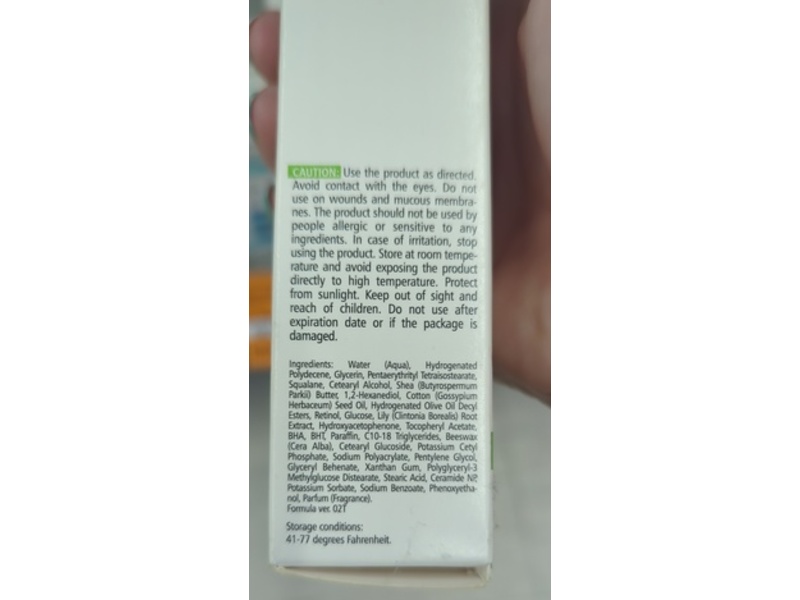 CAUTION: Use the product as directed.
Avoid contact with the eyes. Do not
use on wounds and mucous membra-
nes. The product should not be used by
people allergic or sensitive to any
ingredients. In case of irritation, stop
using the product. Store at room tempe-
rature and avoid exposing the product
directly to high temperature. Protect
from sunlight. Keep out of sight and
reach of children. Do not use after
expiration date or if the package is
damaged.
Ingredients: Water (Aqua), Hydrogenated
Polydecene, Glycerin, Pentaerythrityl Tetraisostearate,
Squalane, Cetearyl Alcohol, Shea (Butyrospermum
Parkii) Butter, 1,2-Hexanediol, Cotton (Gossypium
Herbaceum) Seed Oil, Hydrogenated Olive Oil Decyl
Esters, Retinol, Glucose, Lily (Clintonia Borealis) Root
Extract, Hydroxyacetophenone, Tocopheryl Acetate,
BHA, BHT, Paraffin, C10-18 Triglycerides, Beeswax
(Cera Alba), Cetearyl Glucoside, Potassium Cetyl
Phosphate, Sodium Polyacrylate, Pentylene Glycol,
Glyceryl Behenate, Xanthan Gum, Polyglyceryl-3
Methylglucose Distearate, Stearic Acid, Ceramide NP,
Potassium Sorbate, Sodium Benzoate, Phenoxyetha-
nol, Parfum (Fragrance).
Formula ver. 02T
Storage conditions:
41-77 degrees Fahrenheit.